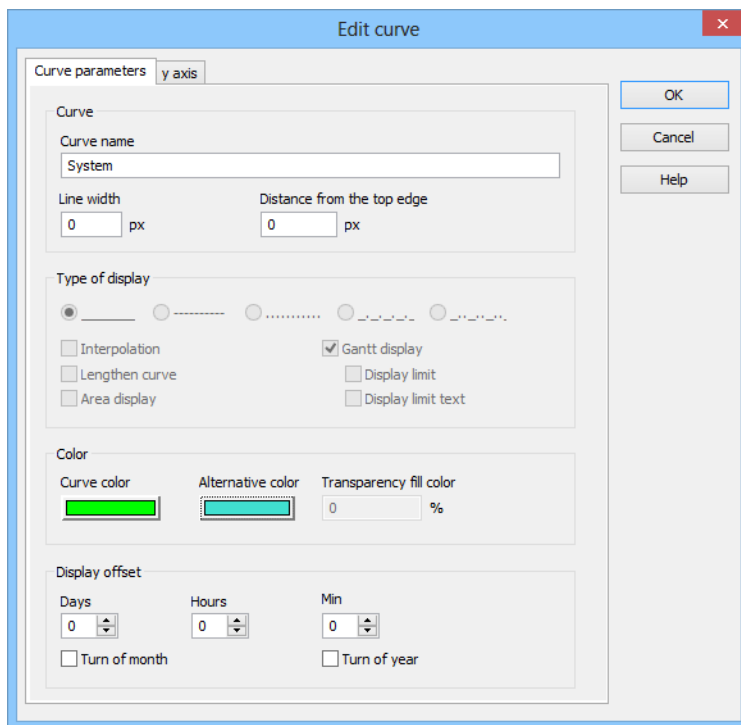 Edit curve
Curve parameters
y axis
OK
Cancel
Help
Curve
Curve name
System
Line width
Distance from the top edge
0 px
0 px
Type of display
Interpolation
Gantt display
Lengthen curve
Display limit
Area display
Display limit text
Color
Curve color
Alternative color
Transparency fill color
0 %
Display offset
Days
Hours
Min
0
0
0
Turn of month
Turn of year